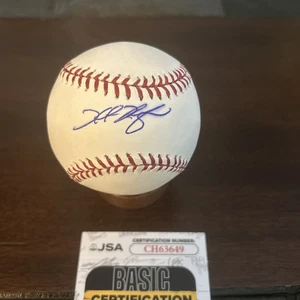 JSA
CERTIFICATION NUMBER
CH63649
BASIC
CERTIFICATION